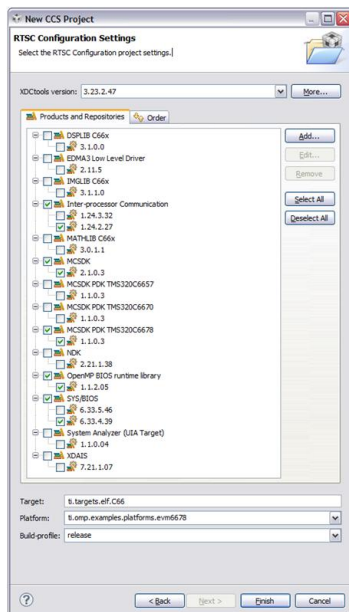 New CCS Project
RTSC Configuration Settings
Select the RTSC Configuration project settings.
XDCtools version: 3.23.2.47 More...
Products and Repositories Order
DSPLIB C66x
3.1.0.0
EDMA3 Low Level Driver
2.11.5
IMGLIB C66x
3.1.1.0
Inter-processor Communication
1.24.3.32
1.24.2.27
MATHLIB C66x
3.0.1.1
MCSDK
2.1.0.3
MCSDK PDK TMS320C6657
1.1.0.3
MCSDK PDK TMS320C6670
1.1.0.3
MCSDK PDK TMS320C6678
1.1.0.3
NDK
2.21.1.38
OpenMP BIOS runtime library
1.1.2.05
SYS/BIOS
6.33.5.46
6.33.4.39
System Analyzer (UIA Target)
1.1.0.04
XDAIS
7.21.1.07
Add...
Edit...
Remove
Select All
Deselect All
Target: ti.targets.elf.C66
Platform: ti.omp.examples.platforms.evm6678
Build-profile: release
? < Back Next > Finish Cancel